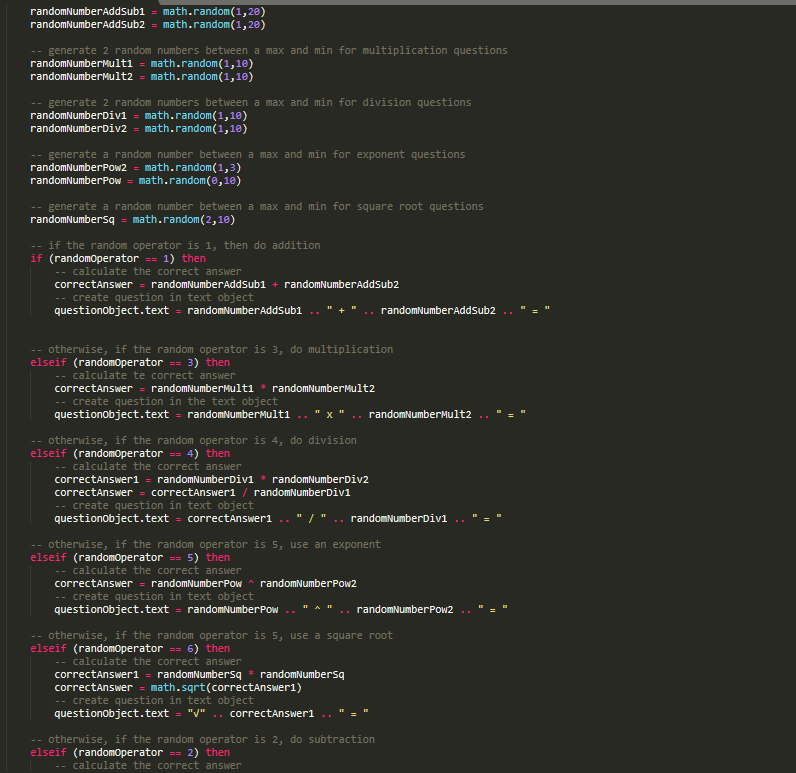 randomNumberAddSub1 = math.random(1,20)
randomNumberAddSub2 = math.random(1,20)
-- generate 2 random numbers between a max and min for multiplication questions
randomNumberMult1 = math.random(1,10)
randomNumberMult2 = math.random(1,10)
-- generate 2 random numbers between a max and min for division questions
randomNumberDiv1 = math.random(1,10)
randomNumberDiv2 = math.random(1,10)
-- generate a random number between a max and min for exponent questions
randomNumberPow2 = math.random(1,3)
randomNumberPow = math.random(0,10)
-- generate a random number between a max and min for square root questions
randomNumberSq = math.random(2,10)
-- if the random operator is 1, then do addition
if (randomOperator == 1) then
-- calculate the correct answer
correctAnswer = randomNumberAddSub1 + randomNumberAddSub2
-- create question in text object
questionObject.text = randomNumberAddSub1 .. " + " .. randomNumberAddSub2 .. " = "
-- otherwise, if the random operator is 3, do multiplication
elseif (randomOperator == 3) then
-- calculate te correct answer
correctAnswer = randomNumberMult1 * randomNumberMult2
-- create question in the text object
questionObject.text = randomNumberMult1 .. " x " .. randomNumberMult2 .. " = "
-- otherwise, if the random operator is 4, do division
elseif (randomOperator == 4) then
-- calculate the correct answer
correctAnswer1 = randomNumberDiv1 * randomNumberDiv2
correctAnswer = correctAnswer1 / randomNumberDiv1
-- create question in text object
questionObject.text = correctAnswer1 .. " / " .. randomNumberDiv1 .. " = "
-- otherwise, if the random operator is 5, use an exponent
elseif (randomOperator == 5) then
-- calculate the correct answer
correctAnswer = randomNumberPow ^ randomNumberPow2
-- create question in text object
questionObject.text = randomNumberPow .. " ^ " .. randomNumberPow2 .. " = "
-- otherwise, if the random operator is 5, use a square root
elseif (randomOperator == 6) then
-- calculate the correct answer
correctAnswer1 = randomNumberSq * randomNumberSq
correctAnswer = math.sqrt(correctAnswer1)
-- create question in text object
questionObject.text = "√" .. correctAnswer1 .. " = "
-- otherwise, if the random operator is 2, do subtraction
elseif (randomOperator == 2) then
-- calculate the correct answer